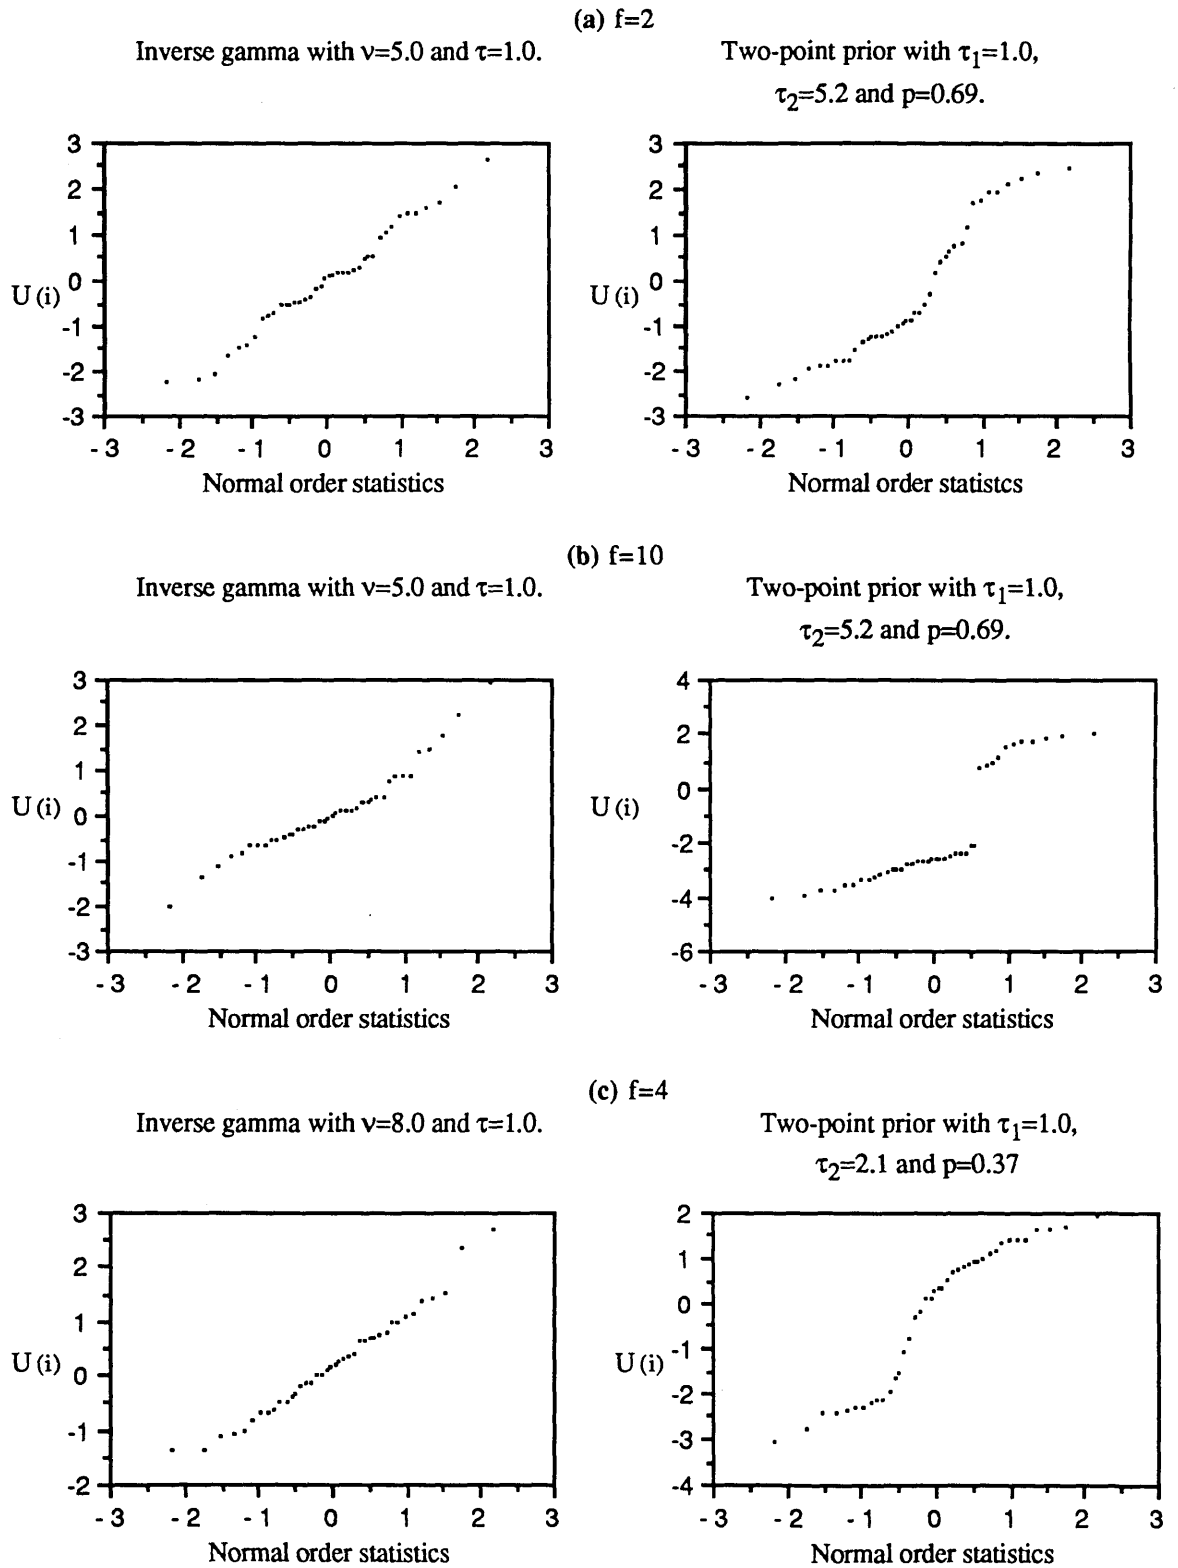 (a) f=2
Inverse gamma with ν=5.0 and τ=1.0.
Two-point prior with τ1=1.0,
τ2=5.2 and p=0.69.
3
2
1
0
-1
-2
-3
U(i)
-3 -2 -1 0 1 2 3
Normal order statistics
3
2
1
0
-1
-2
-3
U(i)
-3 -2 -1 0 1 2 3
Normal order statistcs
(b) f=10
Inverse gamma with ν=5.0 and τ=1.0.
Two-point prior with τ1=1.0,
τ2=5.2 and p=0.69.
3
2
1
0
-1
-2
-3
U(i)
-3 -2 -1 0 1 2 3
Normal order statistics
4
2
0
-2
-4
-6
U(i)
-3 -2 -1 0 1 2 3
Normal order statistics
(c) f=4
Inverse gamma with ν=8.0 and τ=1.0.
Two-point prior with τ1=1.0,
τ2=2.1 and p=0.37
3
2
1
0
-1
-2
U(i)
-3 -2 -1 0 1 2 3
Normal order statistics
2
1
0
-1
-2
-3
-4
U(i)
-3 -2 -1 0 1 2 3
Normal order statistics